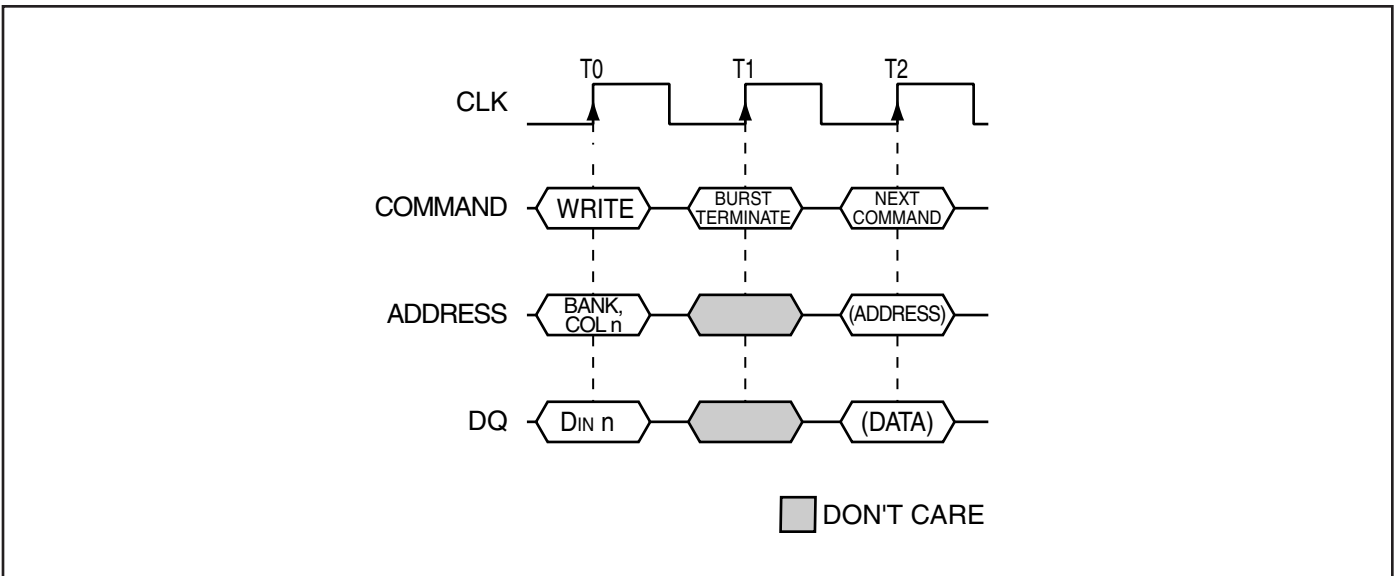 T0 T1 T2
CLK
COMMAND WRITE BURST TERMINATE NEXT COMMAND
ADDRESS BANK, COL n (ADDRESS)
DQ DIN n (DATA)
DON'T CARE